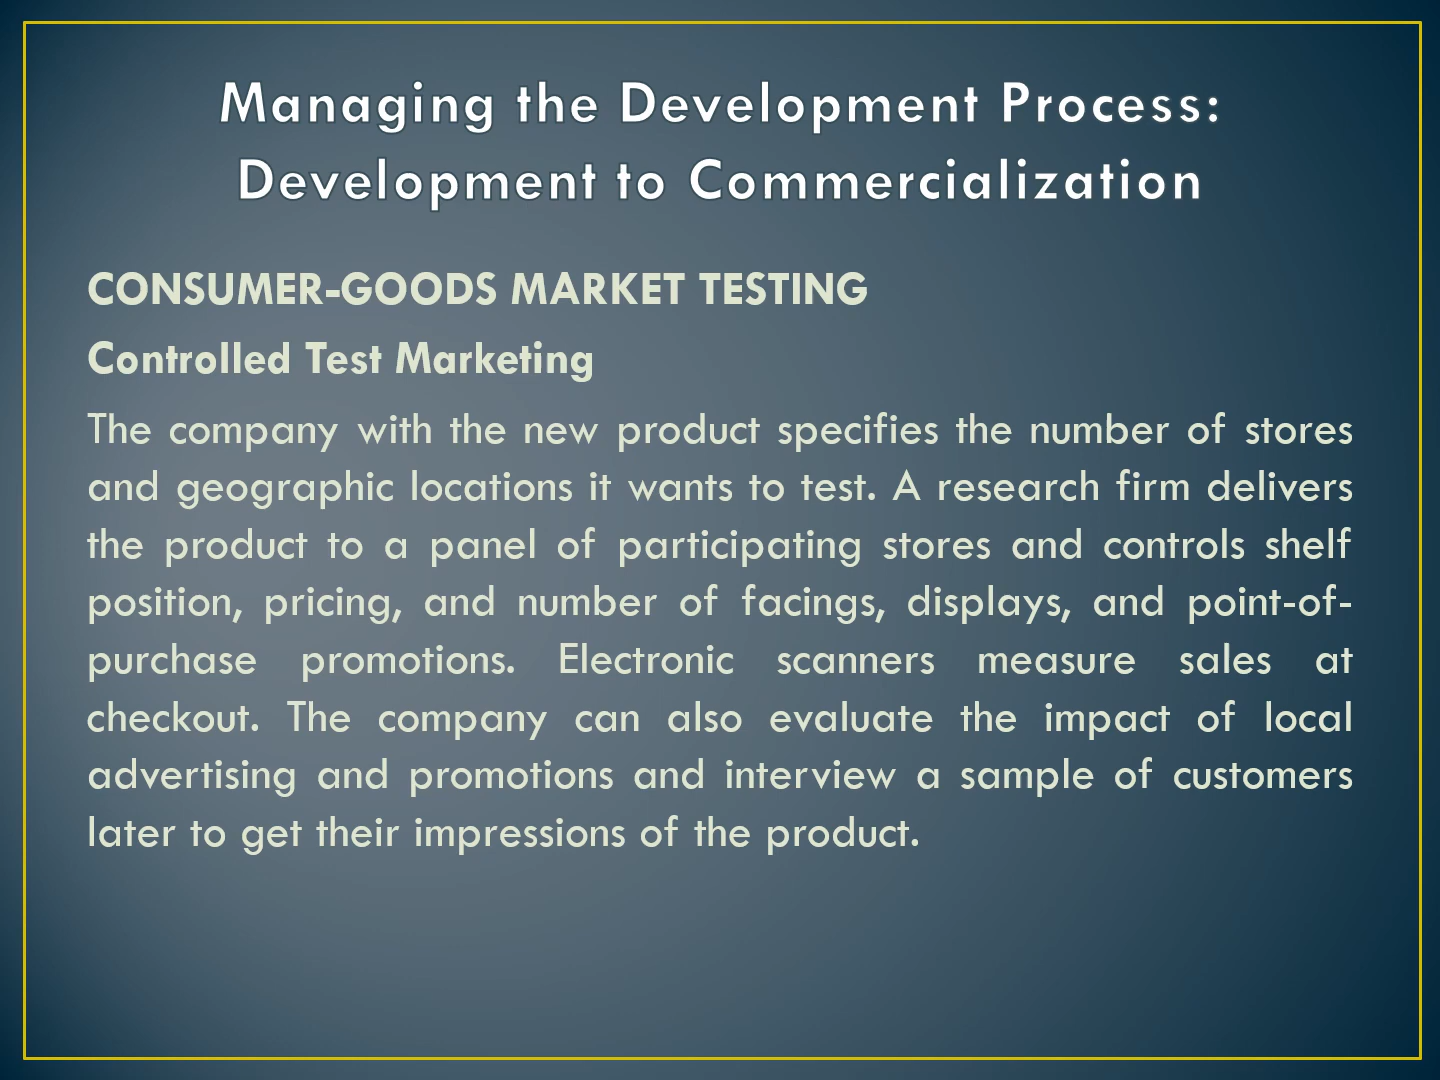 Managing the Development Process:
Development to Commercialization
CONSUMER-GOODS MARKET TESTING
Controlled Test Marketing
The company with the new product specifies the number of stores
and geographic locations it wants to test. A research firm delivers
the product to a panel of participating stores and controls shelf
position, pricing, and number of facings, displays, and point-of-
purchase promotions. Electronic scanners measure sales at
checkout. The company can also evaluate the impact of local
advertising and promotions and interview a sample of customers
later to get their impressions of the product.